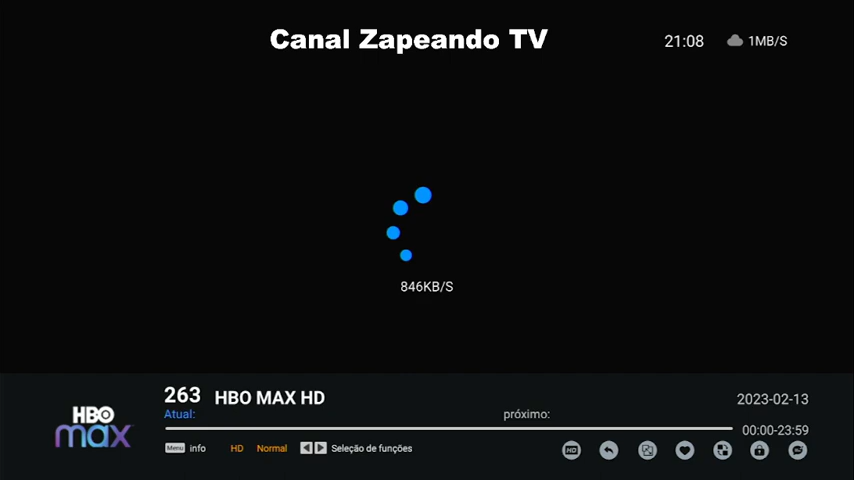 Canal Zapeando TV
21:08
1MB/S
846KB/S
263 HBO MAX HD
2023-02-13
Atual:
próximo:
HBO
max
00:00-23:59
Menu info HD Normal Seleção de funções
HD